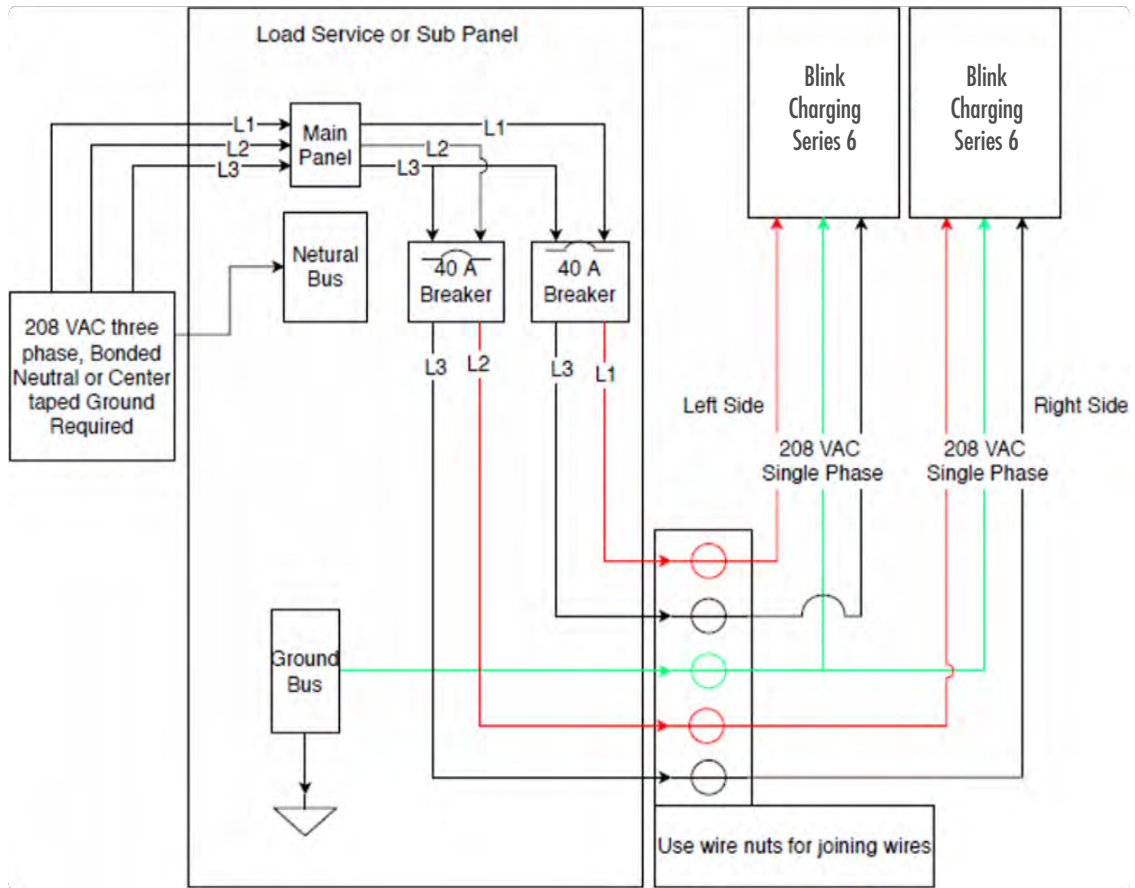 Load Service or Sub Panel
Blink
Charging
Series 6
Blink
Charging
Series 6
L1
L2
L3
Main
Panel
L1
L2
L3
Netural
Bus
40 A
Breaker
40 A
Breaker
208 VAC three
phase, Bonded
Neutral or Center
taped Ground
Required
L3
L2
L3
L1
Left Side
Right Side
208 VAC
Single Phase
208 VAC
Single Phase
Ground
Bus
Use wire nuts for joining wires